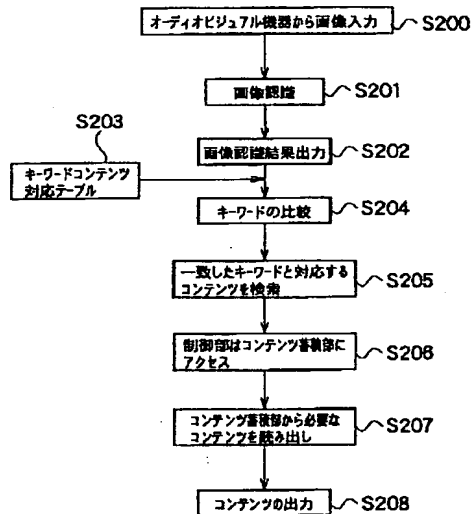 オーディオビジュアル機器から画像入力 S200
画像認識 S201
S203
画像認識結果出力 S202
キーワードコンテンツ
対応テーブル
キーワードの比較 S204
一致したキーワードと対応する
コンテンツを検索 S205
制御部はコンテンツ蓄積部に
アクセス S206
コンテンツ蓄積部から必要な
コンテンツを読み出し S207
コンテンツの出力 S208